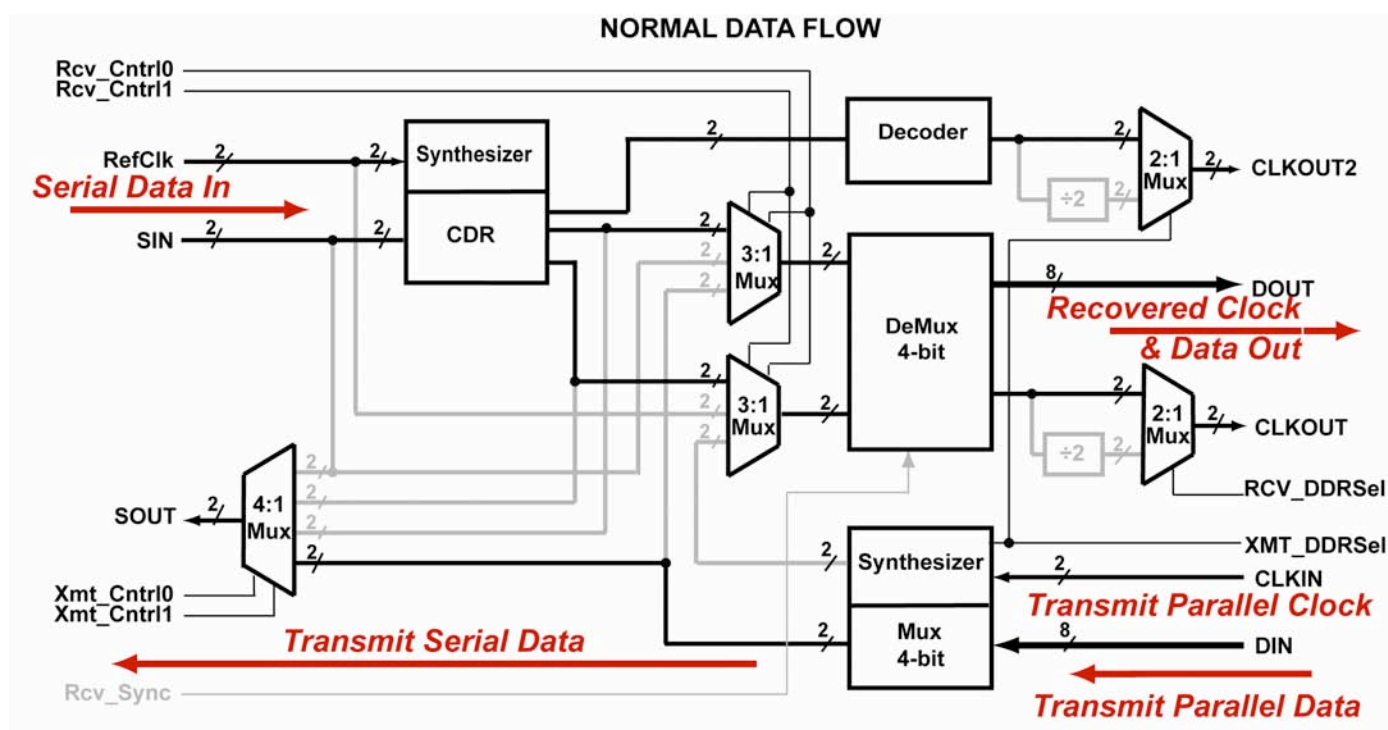 NORMAL DATA FLOW
Rcv_Cntrl0
Rcv_Cntrl1
RefClk
2
2
Synthesizer
2
Decoder
2
2:1
Mux
2
CLKOUT2
Serial Data In
÷2
2
SIN
2
2
CDR
2
2
2
3:1
Mux
2
8
DOUT
DeMux
4-bit
Recovered Clock
& Data Out
2
2
2
3:1
Mux
2
2
2:1
Mux
2
CLKOUT
÷2
2
RCV_DDRSel
SOUT
2
4:1
Mux
2
2
2
2
2
Synthesizer
XMT_DDRSel
2
CLKIN
Xmt_Cntrl0
Xmt_Cntrl1
Transmit Parallel Clock
Transmit Serial Data
2
Mux
4-bit
8
DIN
Rcv_Sync
Transmit Parallel Data